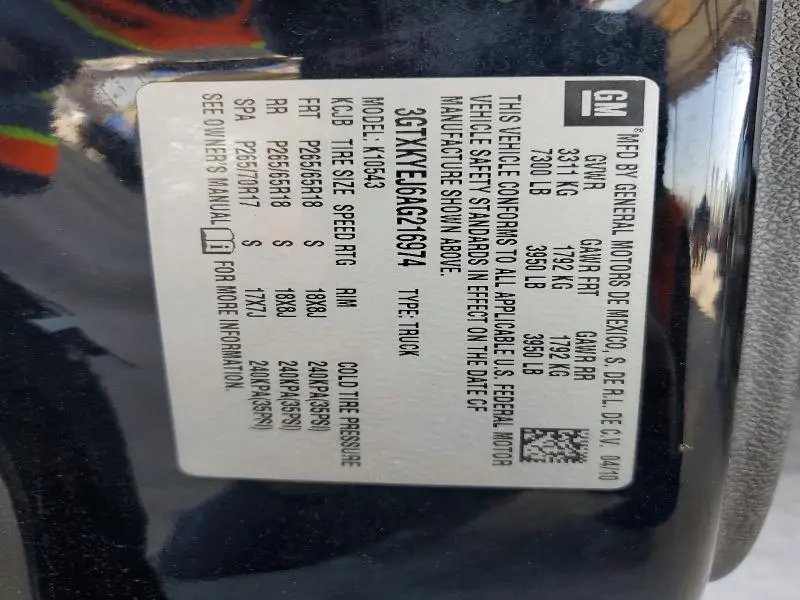 GM
®MFD BY GENERAL MOTORS DE MEXICO, S. DE R.L. DE C.V. 04/10
GVWR GAWR FRT GAWR RR
3311 KG 1792 KG 1792 KG
7300 LB 3950 LB 3950 LB
THIS VEHICLE CONFORMS TO ALL APPLICABLE U.S. FEDERAL MOTOR
VEHICLE SAFETY STANDARDS IN EFFECT ON THE DATE OF
MANUFACTURE SHOWN ABOVE.
3GTXKYEJ6AG216974 TYPE: TRUCK
MODEL: K10543
KCJB TIRE SIZE SPEED RTG RIM COLD TIRE PRESSURE
FRT P265/65R18 S 18X8J 240KPA(35PSI)
RR P265/65R18 S 18X8J 240KPA(35PSI)
SPA P265/70R17 S 17X7J 240KPA(35PSI)
SEE OWNER'S MANUAL FOR MORE INFORMATION.